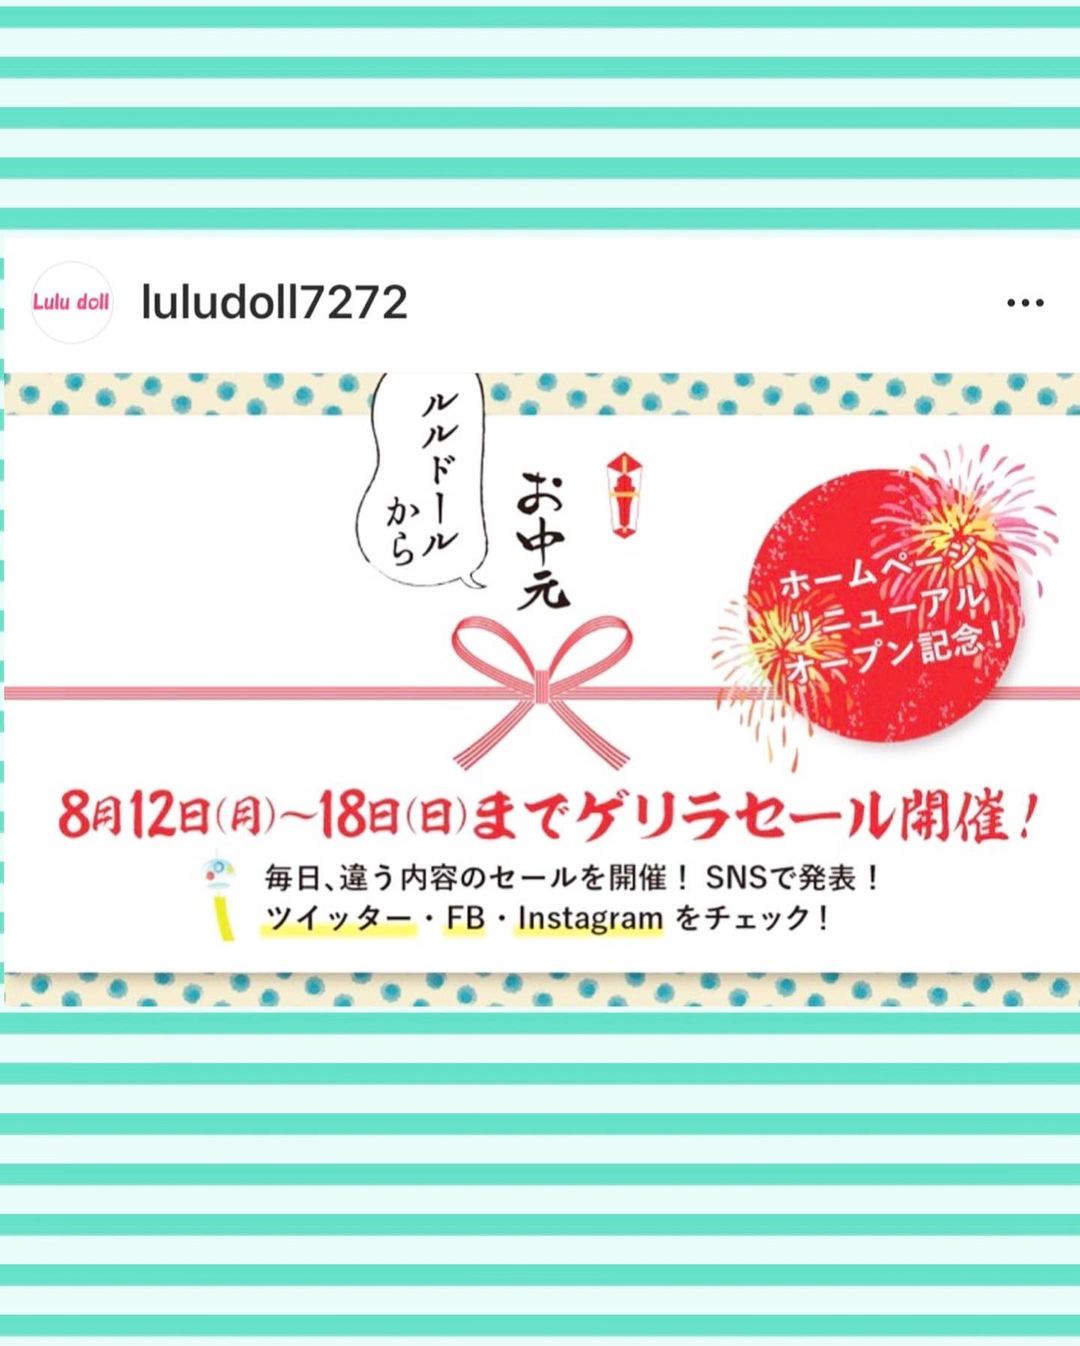 Lulu doll
luludoll7272
ルルドール
から
お中元
ホームページ
リニューアル
オープン記念！
8月12日(月)〜18日(日)までゲリラセール開催！
毎日、違う内容のセールを開催！ SNSで発表！
ツイッター・FB・Instagram をチェック！